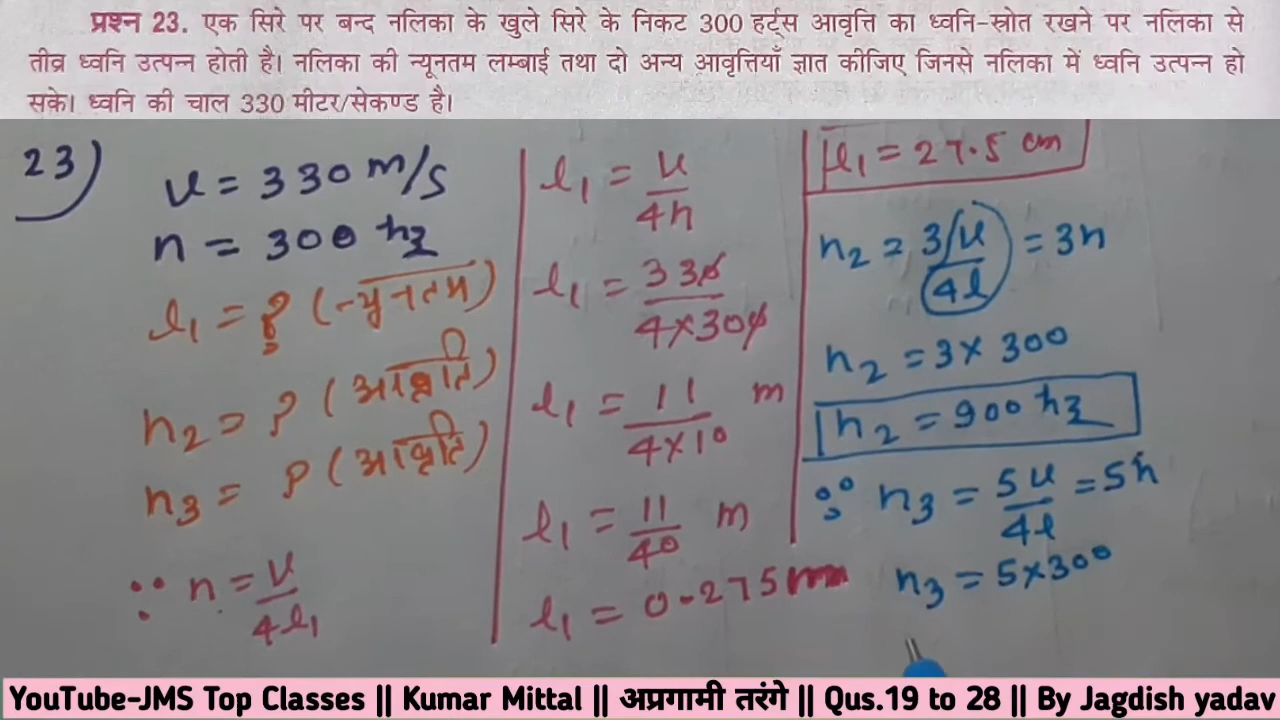 प्रश्न 23. एक सिरे पर बन्द नलिका के खुले सिरे के निकट 300 हर्ट्स आवृत्ति का ध्वनि-स्रोत रखने पर नलिका से
तीव्र ध्वनि उत्पन्न होती है। नलिका की न्यूनतम लम्बाई तथा दो अन्य आवृत्तियाँ ज्ञात कीजिए जिनसे नलिका में ध्वनि उत्पन्न हो
सके। ध्वनि की चाल 330 मीटर/सेकण्ड है।
23)
u = 330 m/s
n = 300 hz
l₁ = ? (न्यूनतम)
n₂ = ? (आवृति)
n₃ = ? (आवृति)
∵ n = u/4l₁
l₁ = u/4n
l₁ = 330/4×300
l₁ = 11/4×10 m
l₁ = 11/40 m
l₁ = 0.275 m
l₁ = 27.5 cm
n₂ = 3(u/4l) = 3n
n₂ = 3× 300
n₂ = 900 hz
∵ n₃ = 5u/4l = 5n
n₃ = 5×300
YouTube-JMS Top Classes || Kumar Mittal || अप्रगामी तरंगे || Qus.19 to 28 || By Jagdish yadav